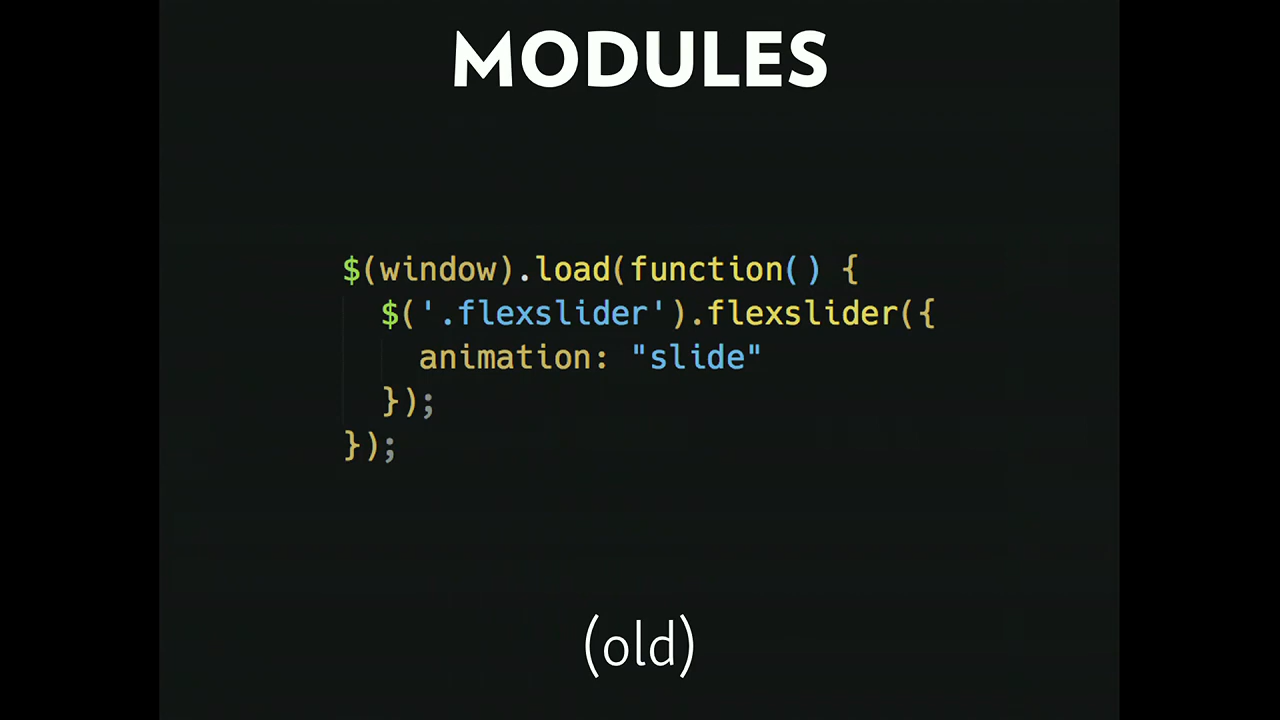 MODULES
$(window).load(function() {
  $('.flexslider').flexslider({
    animation: "slide"
  });
});
(old)